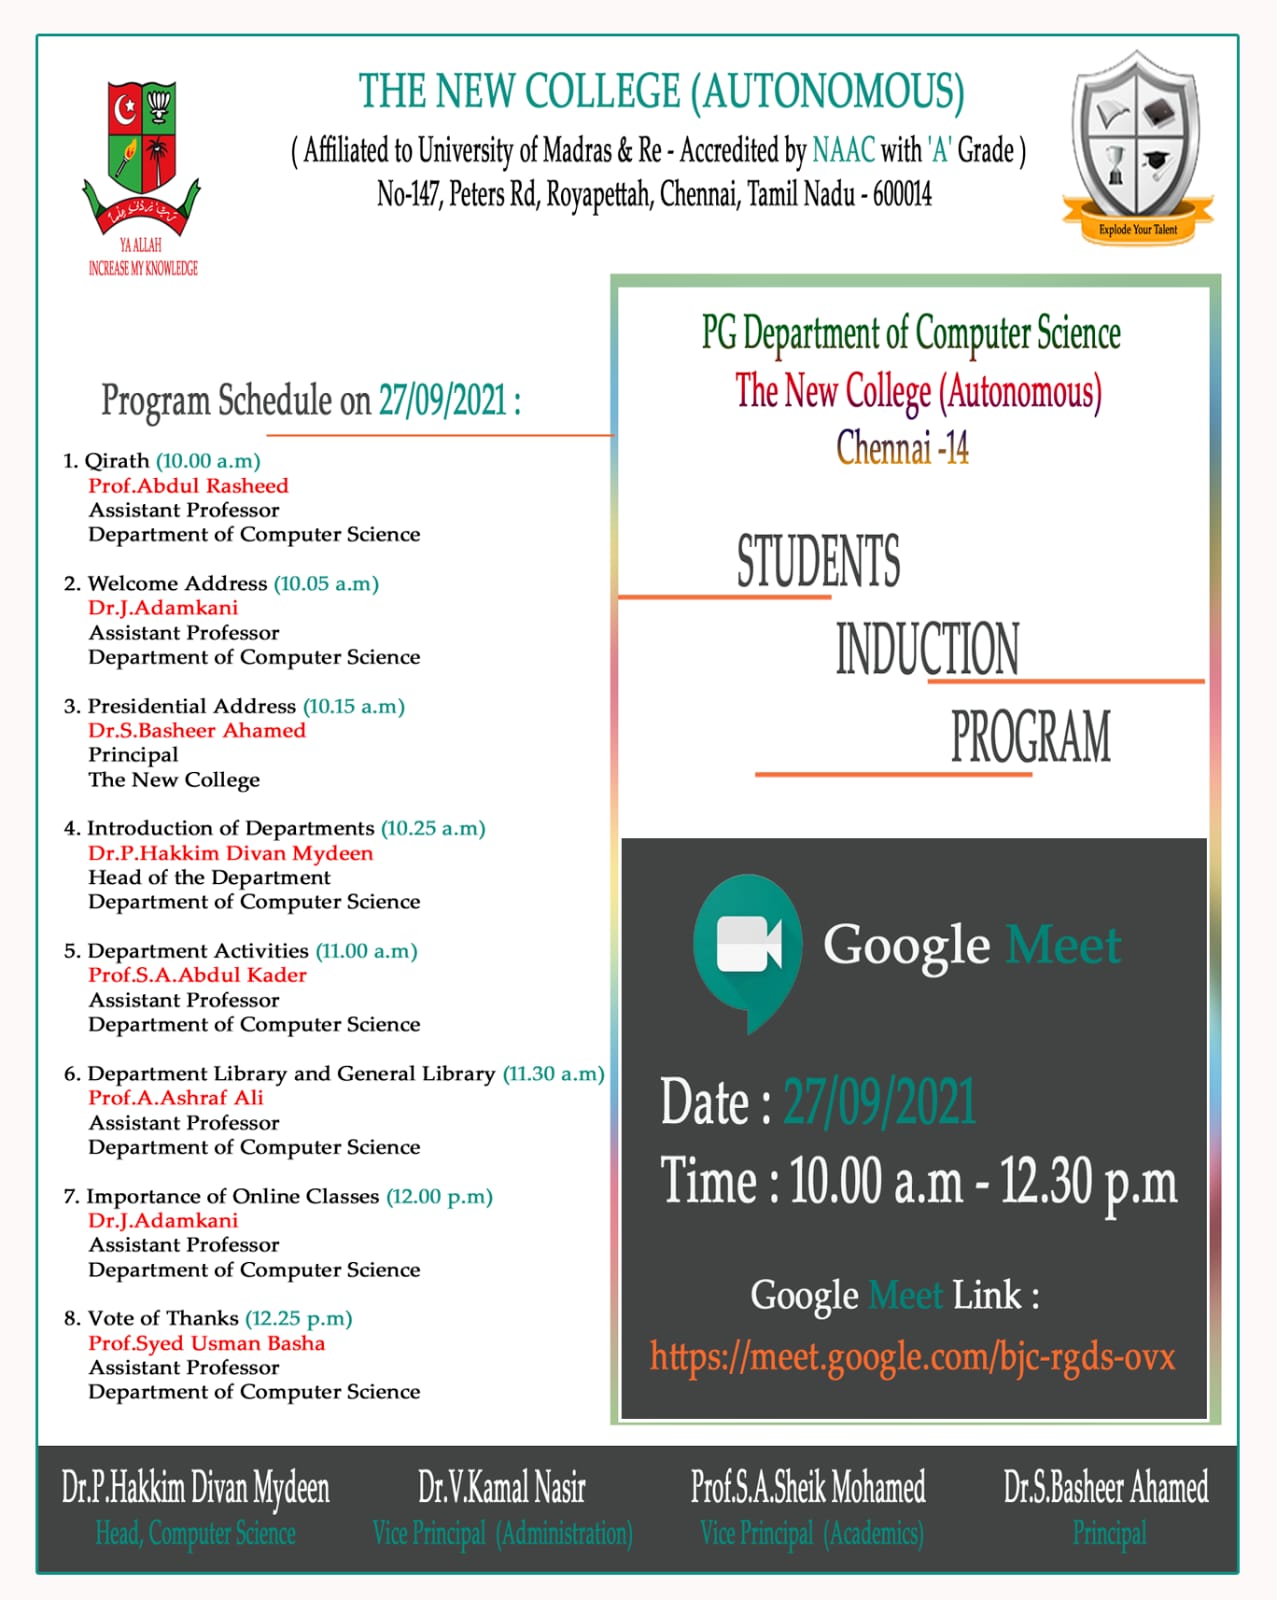 THE NEW COLLEGE (AUTONOMOUS)
( Affiliated to University of Madras & Re - Accredited by NAAC with 'A' Grade )
No-147, Peters Rd, Royapettah, Chennai, Tamil Nadu - 600014
YA ALLAH
INCREASE MY KNOWLEDGE
Explode Your Talent
Program Schedule on 27/09/2021 :
1. Qirath (10.00 a.m)
Prof.Abdul Rasheed
Assistant Professor
Department of Computer Science
2. Welcome Address (10.05 a.m)
Dr.J.Adamkani
Assistant Professor
Department of Computer Science
3. Presidential Address (10.15 a.m)
Dr.S.Basheer Ahamed
Principal
The New College
4. Introduction of Departments (10.25 a.m)
Dr.P.Hakkim Divan Mydeen
Head of the Department
Department of Computer Science
5. Department Activities (11.00 a.m)
Prof.S.A.Abdul Kader
Assistant Professor
Department of Computer Science
6. Department Library and General Library (11.30 a.m)
Prof.A.Ashraf Ali
Assistant Professor
Department of Computer Science
7. Importance of Online Classes (12.00 p.m)
Dr.J.Adamkani
Assistant Professor
Department of Computer Science
8. Vote of Thanks (12.25 p.m)
Prof.Syed Usman Basha
Assistant Professor
Department of Computer Science
PG Department of Computer Science
The New College (Autonomous)
Chennai -14
STUDENTS
INDUCTION
PROGRAM
Google Meet
Date : 27/09/2021
Time : 10.00 a.m - 12.30 p.m
Google Meet Link :
https://meet.google.com/bjc-rgds-ovx
Dr.P.Hakkim Divan Mydeen
Head, Computer Science
Dr.V.Kamal Nasir
Vice Principal (Administration)
Prof.S.A.Sheik Mohamed
Vice Principal (Academics)
Dr.S.Basheer Ahamed
Principal